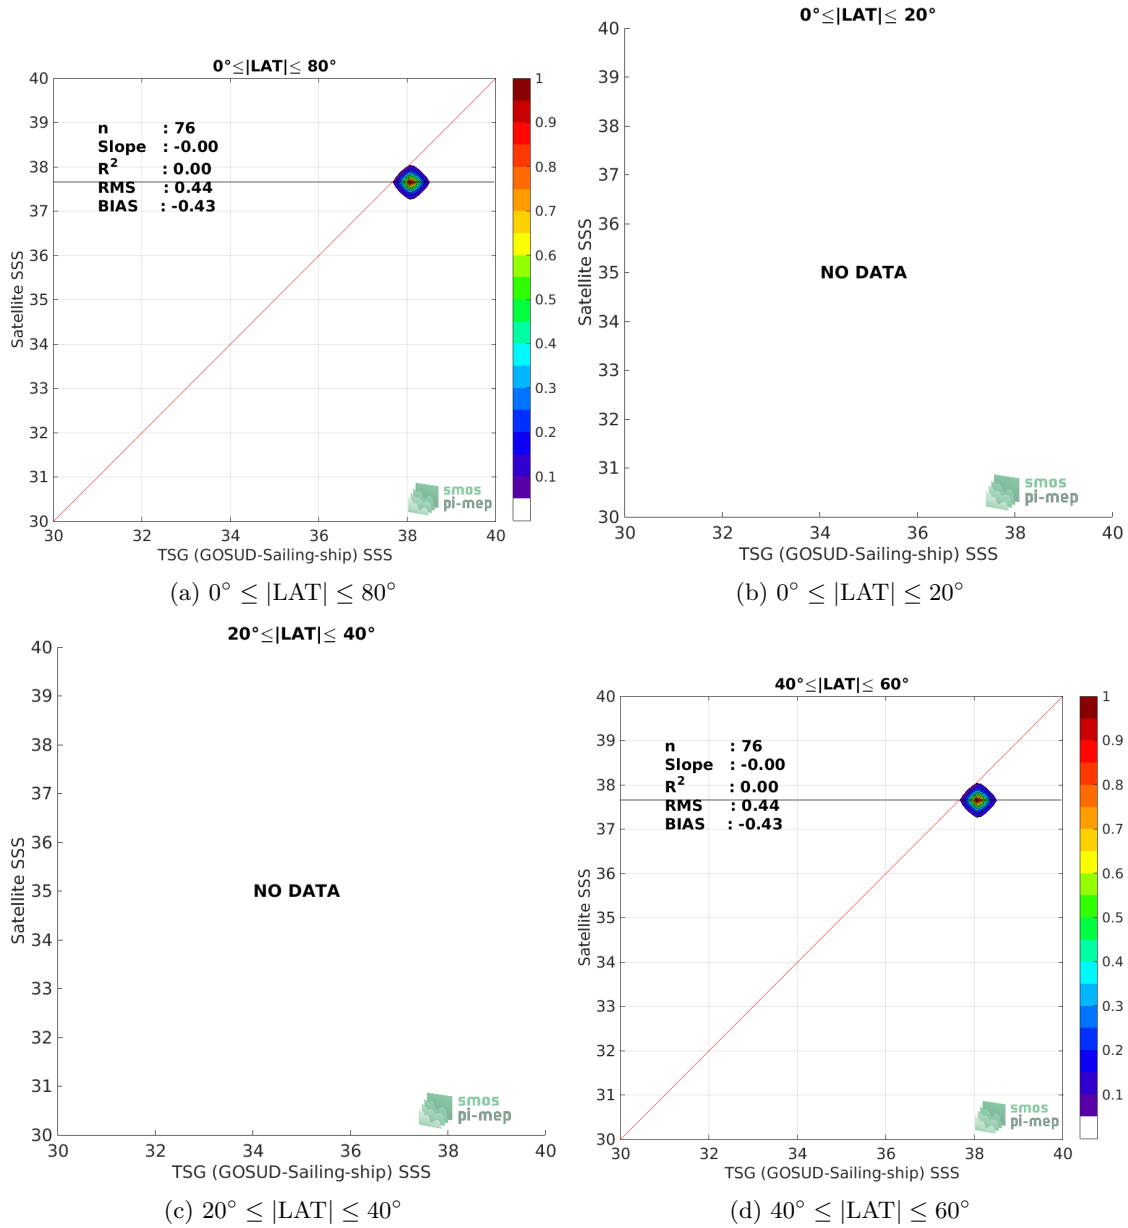 0°≤|LAT|≤ 80°
40
39
38
37
36
35
34
33
32
31
30
n : 76
Slope : -0.00
R² : 0.00
RMS : 0.44
BIAS : -0.43
Satellite SSS
30 32 34 36 38 40
TSG (GOSUD-Sailing-ship) SSS
1
0.9
0.8
0.7
0.6
0.5
0.4
0.3
0.2
0.1
smos
pi-mep
(a) 0° ≤ |LAT| ≤ 80°
0°≤|LAT|≤ 20°
40
39
38
37
36
35
34
33
32
31
30
NO DATA
Satellite SSS
30 32 34 36 38 40
TSG (GOSUD-Sailing-ship) SSS
smos
pi-mep
(b) 0° ≤ |LAT| ≤ 20°
20°≤|LAT|≤ 40°
40
39
38
37
36
35
34
33
32
31
30
NO DATA
Satellite SSS
30 32 34 36 38 40
TSG (GOSUD-Sailing-ship) SSS
smos
pi-mep
(c) 20° ≤ |LAT| ≤ 40°
40°≤|LAT|≤ 60°
40
39
38
37
36
35
34
33
32
31
30
n : 76
Slope : -0.00
R² : 0.00
RMS : 0.44
BIAS : -0.43
Satellite SSS
30 32 34 36 38 40
TSG (GOSUD-Sailing-ship) SSS
1
0.9
0.8
0.7
0.6
0.5
0.4
0.3
0.2
0.1
smos
pi-mep
(d) 40° ≤ |LAT| ≤ 60°